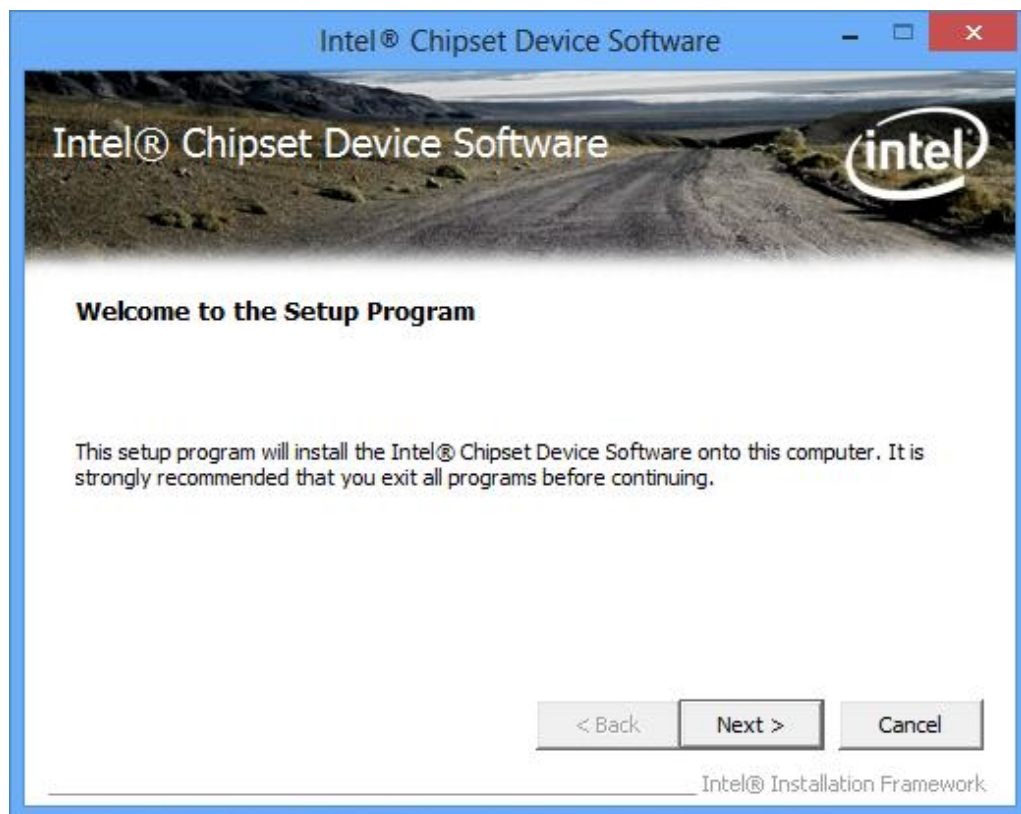 Intel® Chipset Device Software
Intel® Chipset Device Software
intel
Welcome to the Setup Program
This setup program will install the Intel® Chipset Device Software onto this computer. It is
strongly recommended that you exit all programs before continuing.
< Back Next > Cancel
Intel® Installation Framework